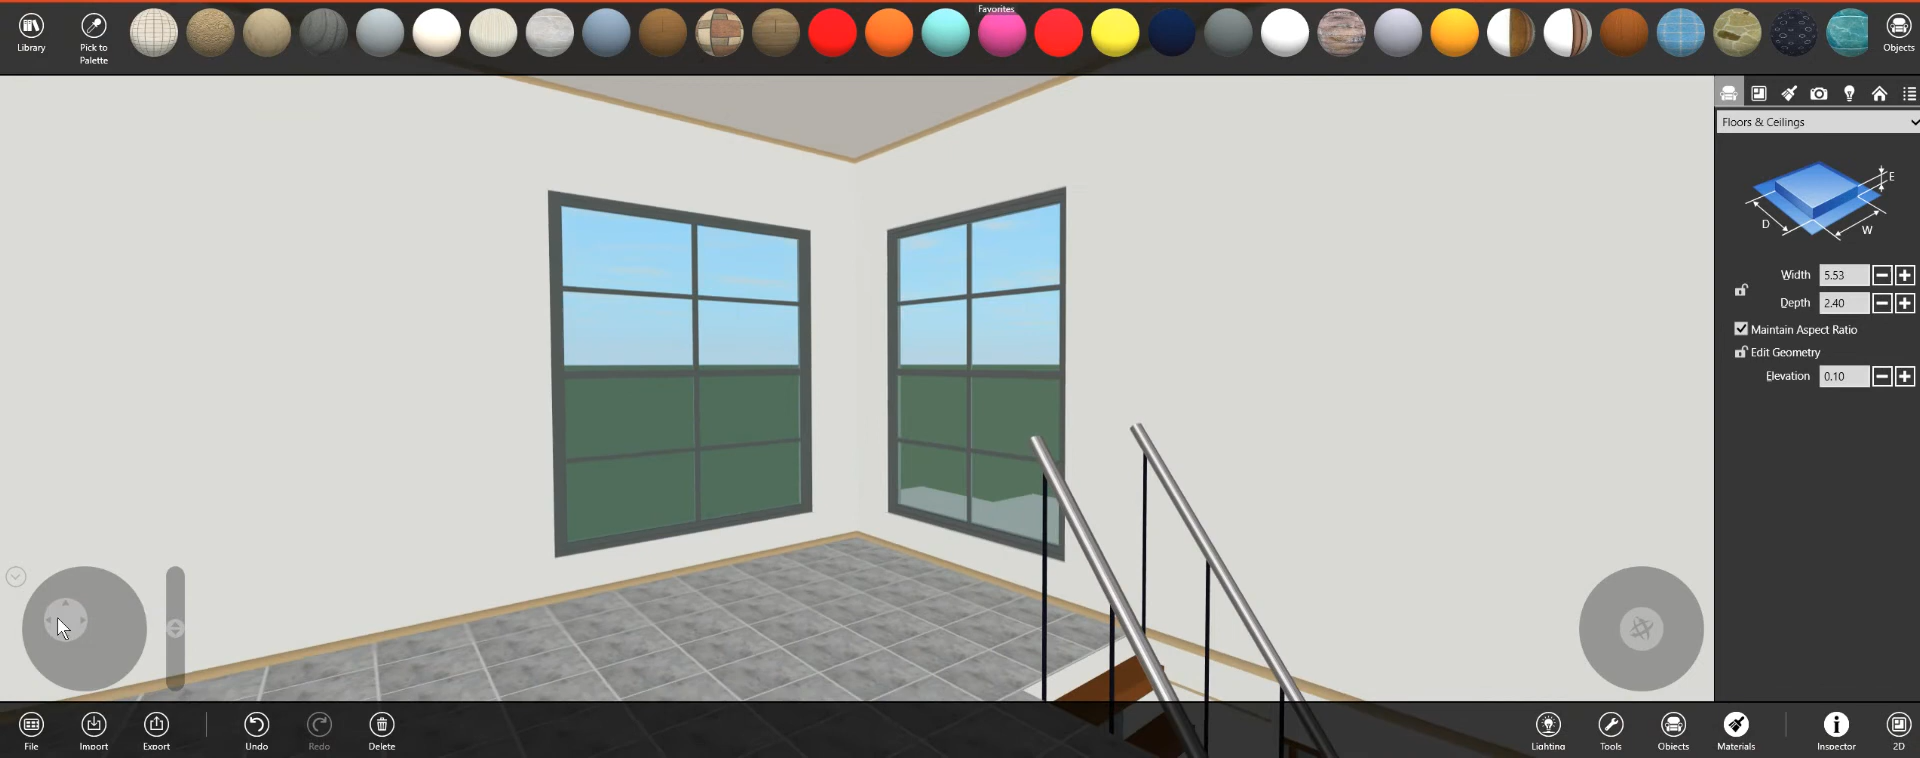 Favorites
Library
Pick to
Palette
Objects
Floors & Ceilings
E
D
W
Width 5.53
Depth 2.40
Maintain Aspect Ratio
Edit Geometry
Elevation 0.10
File
Import
Export
Undo
Redo
Delete
Lighting
Tools
Objects
Materials
Inspector
2D